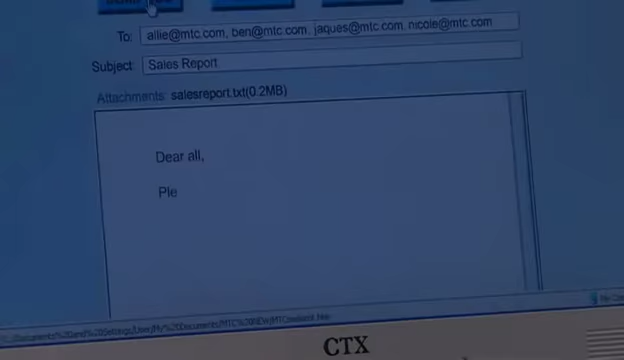 To: allie@mtc.com, ben@mtc.com, jaques@mtc.com, nicole@mtc.com
Subject: Sales Report
Attachments: salesreport.txt(0.2MB)
Dear all,
Ple
CTX